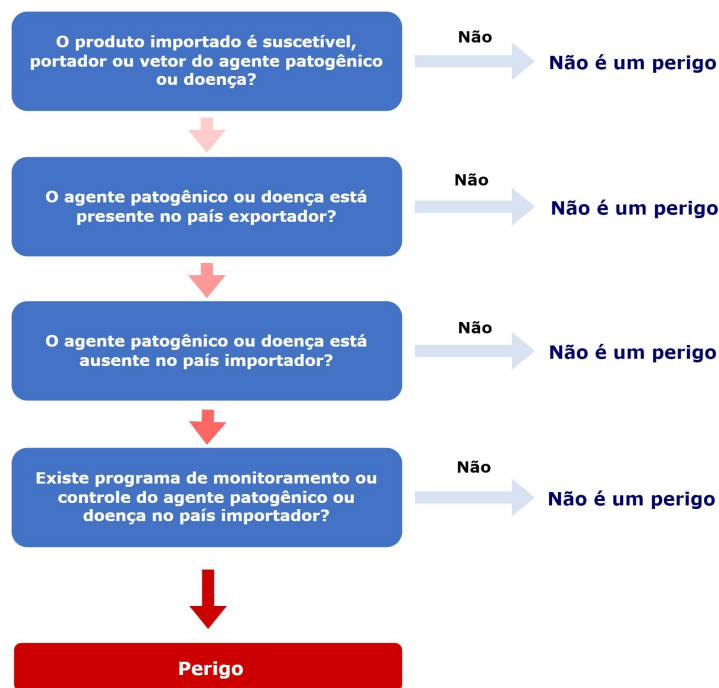 O produto importado é suscetível,
portador ou vetor do agente patogênico
ou doença?
Não
Não é um perigo
O agente patogênico ou doença está
presente no país exportador?
Não
Não é um perigo
O agente patogênico ou doença está
ausente no país importador?
Não
Não é um perigo
Existe programa de monitoramento ou
controle do agente patogênico ou
doença no país importador?
Não
Não é um perigo
Perigo